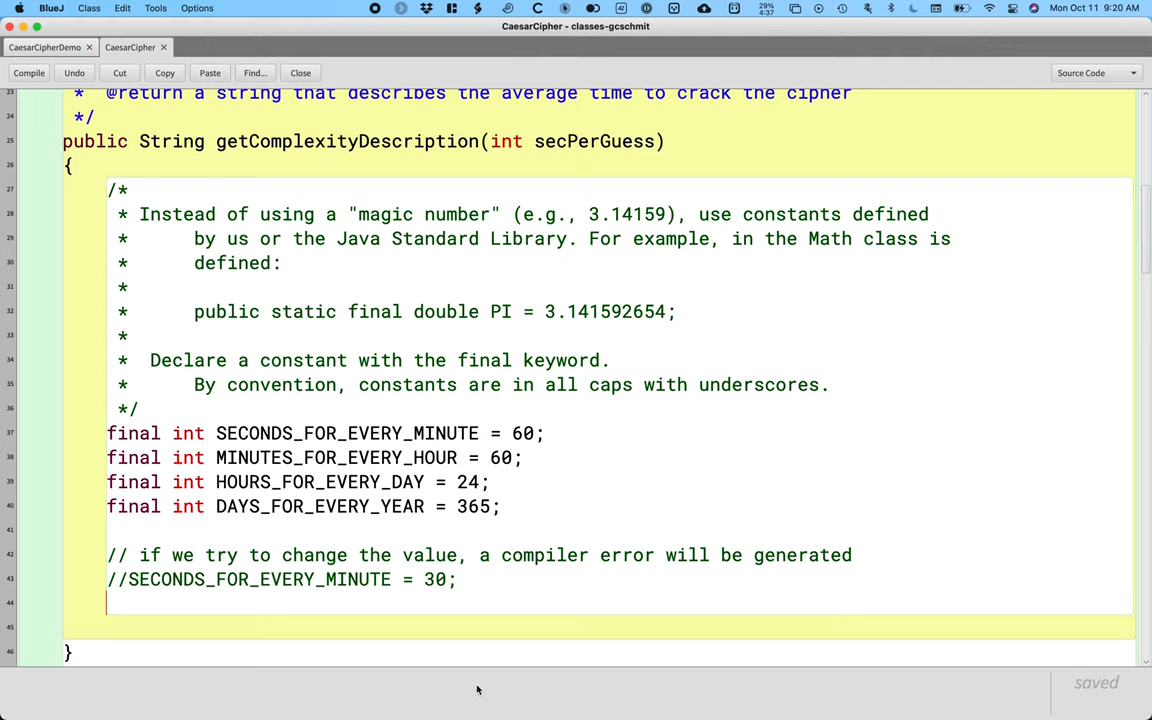 BlueJ Class Edit Tools Options 42 29% 4:37 Mon Oct 11 9:20 AM
CaesarCipher - classes-gcschmit
CaesarCipherDemo × CaesarCipher ×
Compile Undo Cut Copy Paste Find... Close Source Code
23 * @return a string that describes the average time to crack the cipher
24 */
25 public String getComplexityDescription(int secPerGuess)
26 {
27 /*
28 * Instead of using a "magic number" (e.g., 3.14159), use constants defined
29 * by us or the Java Standard Library. For example, in the Math class is
30 * defined:
31 *
32 * public static final double PI = 3.141592654;
33 *
34 * Declare a constant with the final keyword.
35 * By convention, constants are in all caps with underscores.
36 */
37 final int SECONDS_FOR_EVERY_MINUTE = 60;
38 final int MINUTES_FOR_EVERY_HOUR = 60;
39 final int HOURS_FOR_EVERY_DAY = 24;
40 final int DAYS_FOR_EVERY_YEAR = 365;
41
42 // if we try to change the value, a compiler error will be generated
43 //SECONDS_FOR_EVERY_MINUTE = 30;
44
45
46 }
saved